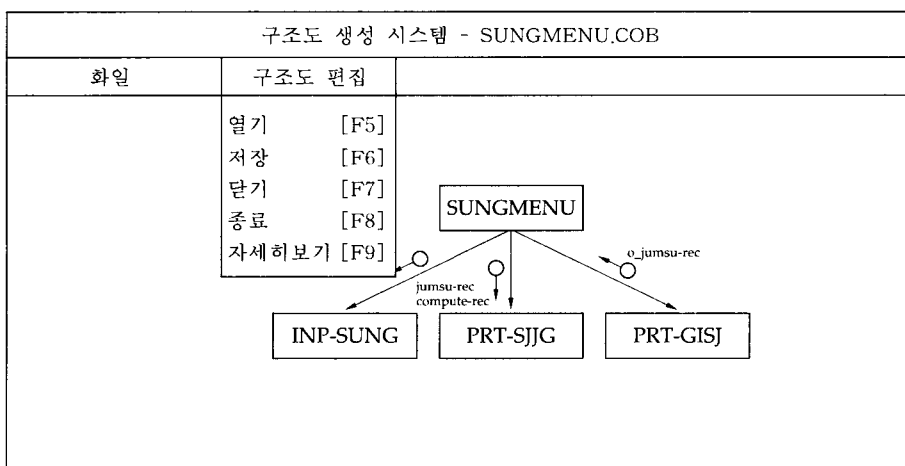 구조도 생성 시스템 - SUNGMENU.COB
화일 구조도 편집
열기 [F5]
저장 [F6]
닫기 [F7]
종료 [F8]
자세히보기 [F9]
SUNGMENU
o_jumsu-rec
jumsu-rec
compute-rec
INP-SUNG PRT-SJJG PRT-GISJ